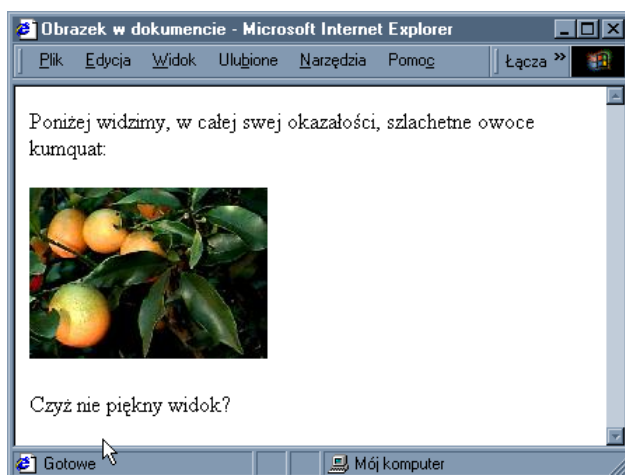 Obrazek w dokumencie - Microsoft Internet Explorer
Plik Edycja Widok Ulubione Narzędzia Pomoc Łącza »
Poniżej widzimy, w całej swej okazałości, szlachetne owoce
kumquat:
Czyż nie piękny widok?
Gotowe Mój komputer